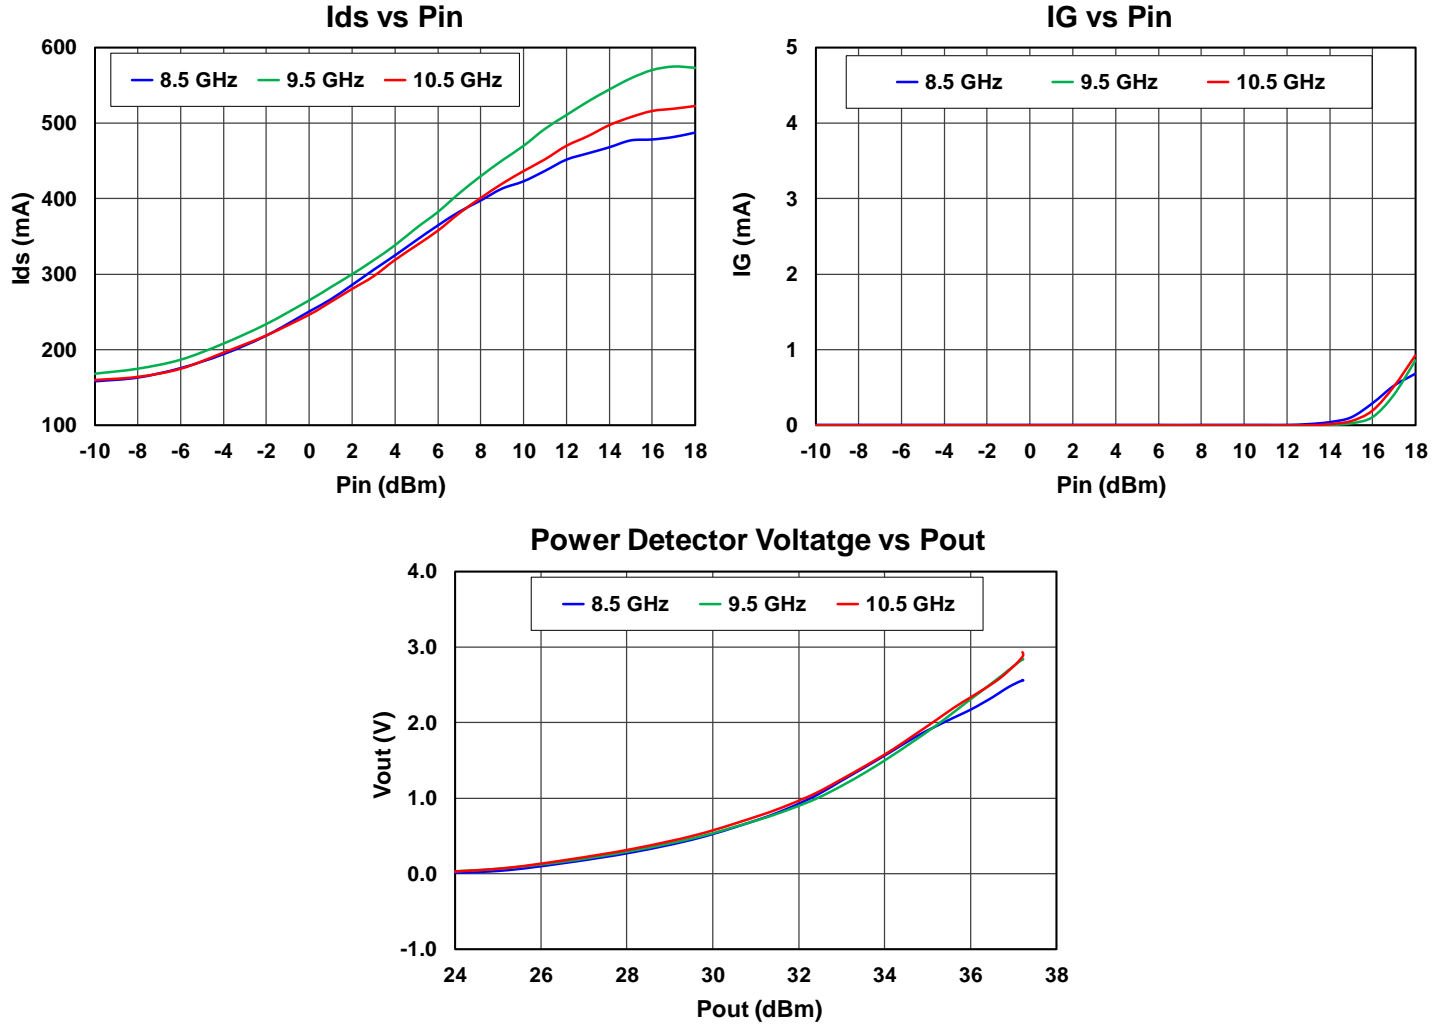 Ids vs Pin
600
500
400
300
200
100
Ids (mA)
8.5 GHz 9.5 GHz 10.5 GHz
-10 -8 -6 -4 -2 0 2 4 6 8 10 12 14 16 18
Pin (dBm)
IG vs Pin
5
4
3
2
1
0
IG (mA)
8.5 GHz 9.5 GHz 10.5 GHz
-10 -8 -6 -4 -2 0 2 4 6 8 10 12 14 16 18
Pin (dBm)
Power Detector Voltatge vs Pout
4.0
3.0
2.0
1.0
0.0
-1.0
Vout (V)
8.5 GHz 9.5 GHz 10.5 GHz
24 26 28 30 32 34 36 38
Pout (dBm)